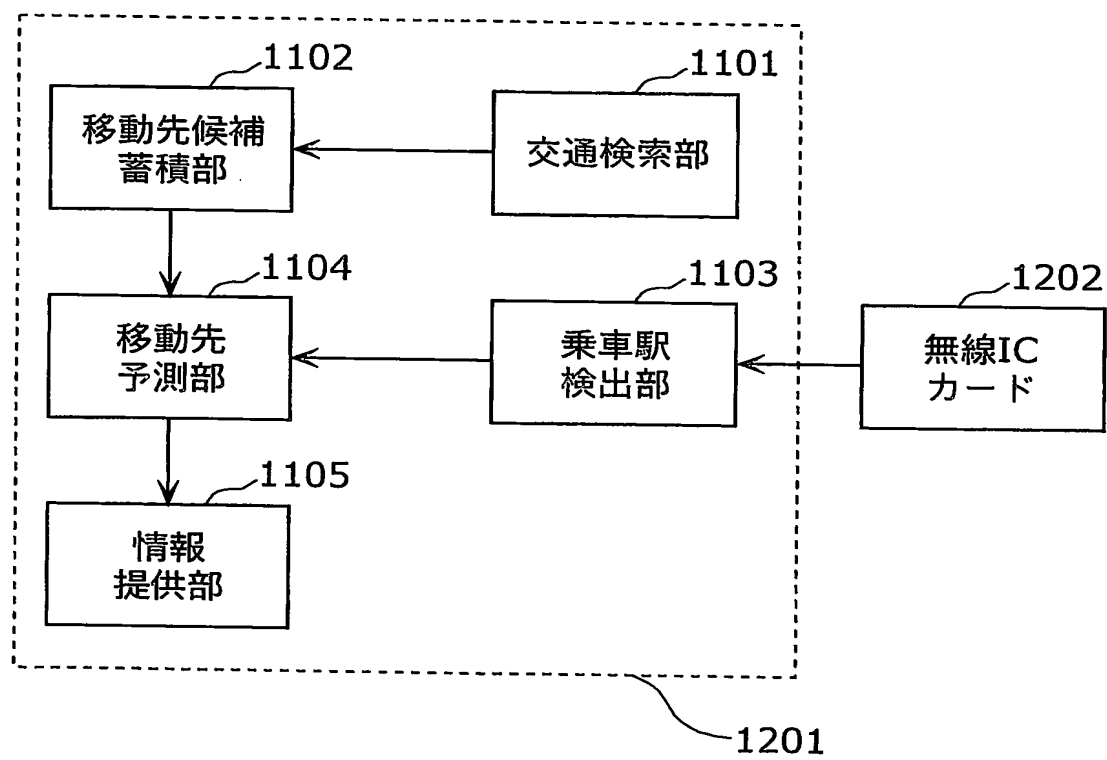 1102
移動先候補
蓄積部
1101
交通検索部
1104
移動先
予測部
1103
乗車駅
検出部
1202
無線IC
カード
1105
情報
提供部
1201